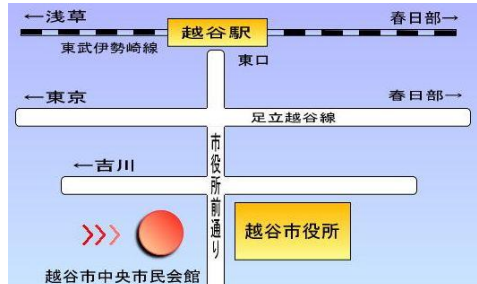 ←浅草
春日部→
越谷駅
東武伊勢崎線
東口
←東京
春日部→
足立越谷線
市役所前通り
←吉川
越谷市役所
越谷市中央市民会館